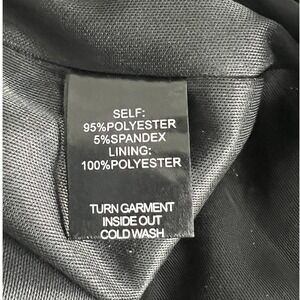 SELF:
95%POLYESTER
5%SPANDEX
LINING:
100%POLYESTER
TURN GARMENT
INSIDE OUT
COLD WASH